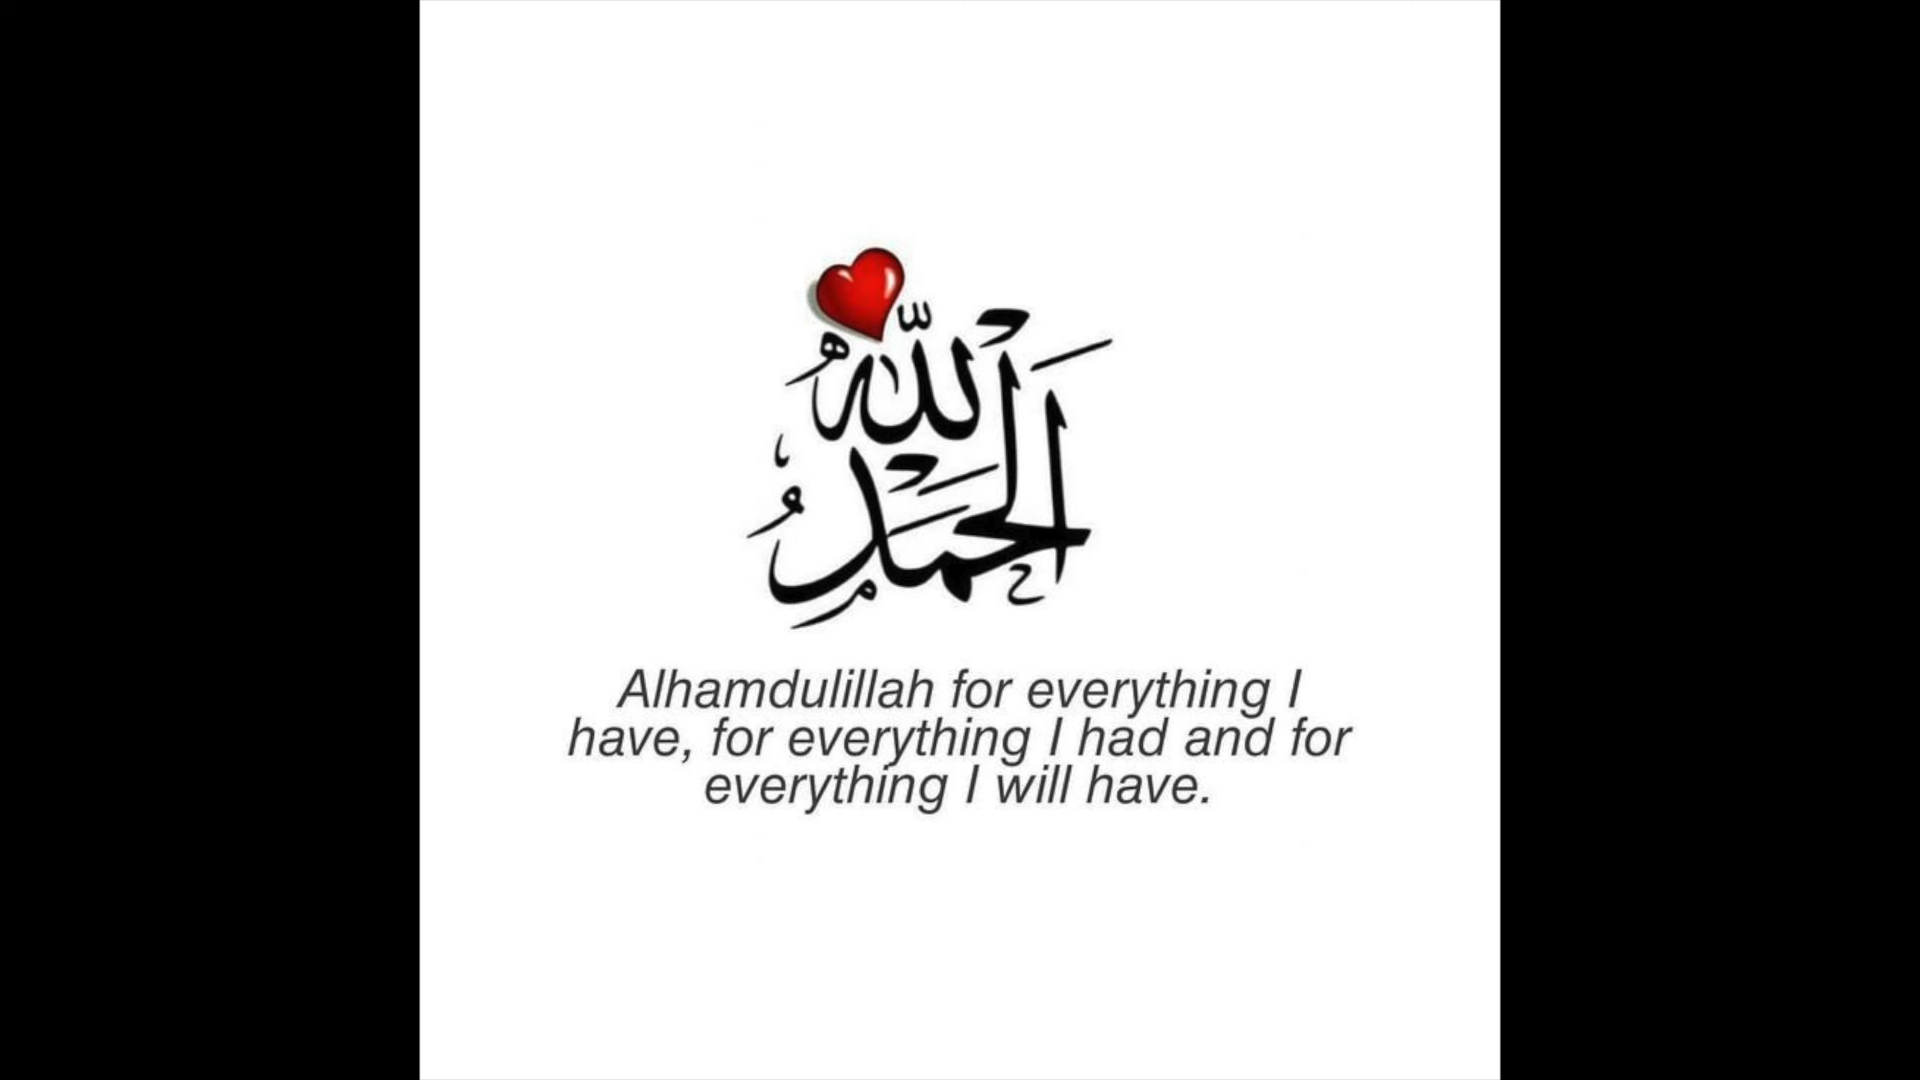 الحمد لله
Alhamdulillah for everything I
have, for everything I had and for
everything I will have.